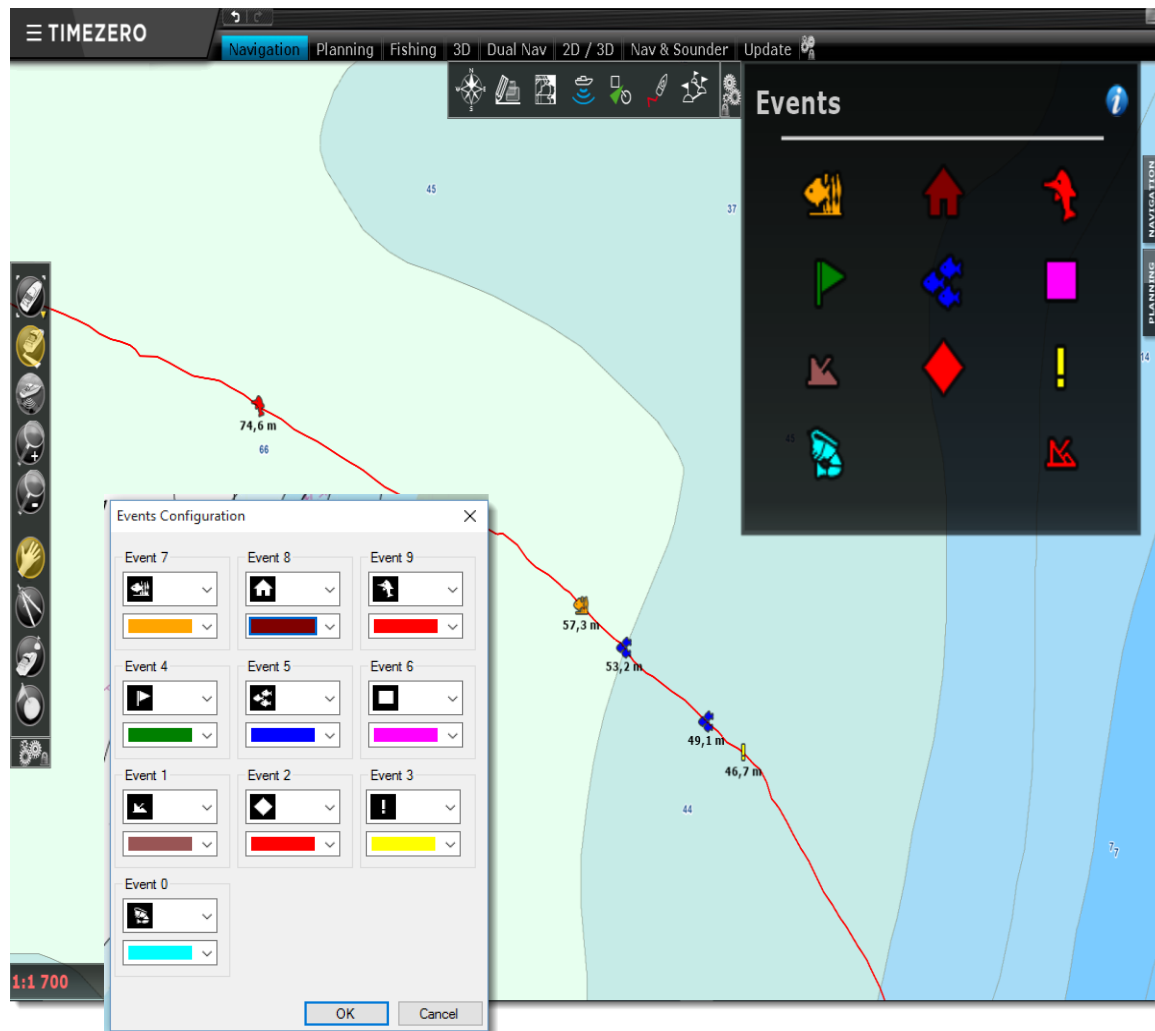 ☰ TIMEZERO
Navigation Planning Fishing 3D Dual Nav 2D / 3D Nav & Sounder Update
N
S
Events
i
NAVIGATION
PLANNING
45
37
14
45
74,6 m
66
Events Configuration
Event 7 Event 8 Event 9
57,3 m
53,2 m
Event 4 Event 5 Event 6
49,1 m
46,7 m
Event 1 Event 2 Event 3
44
7₇
Event 0
1:1 700
OK Cancel